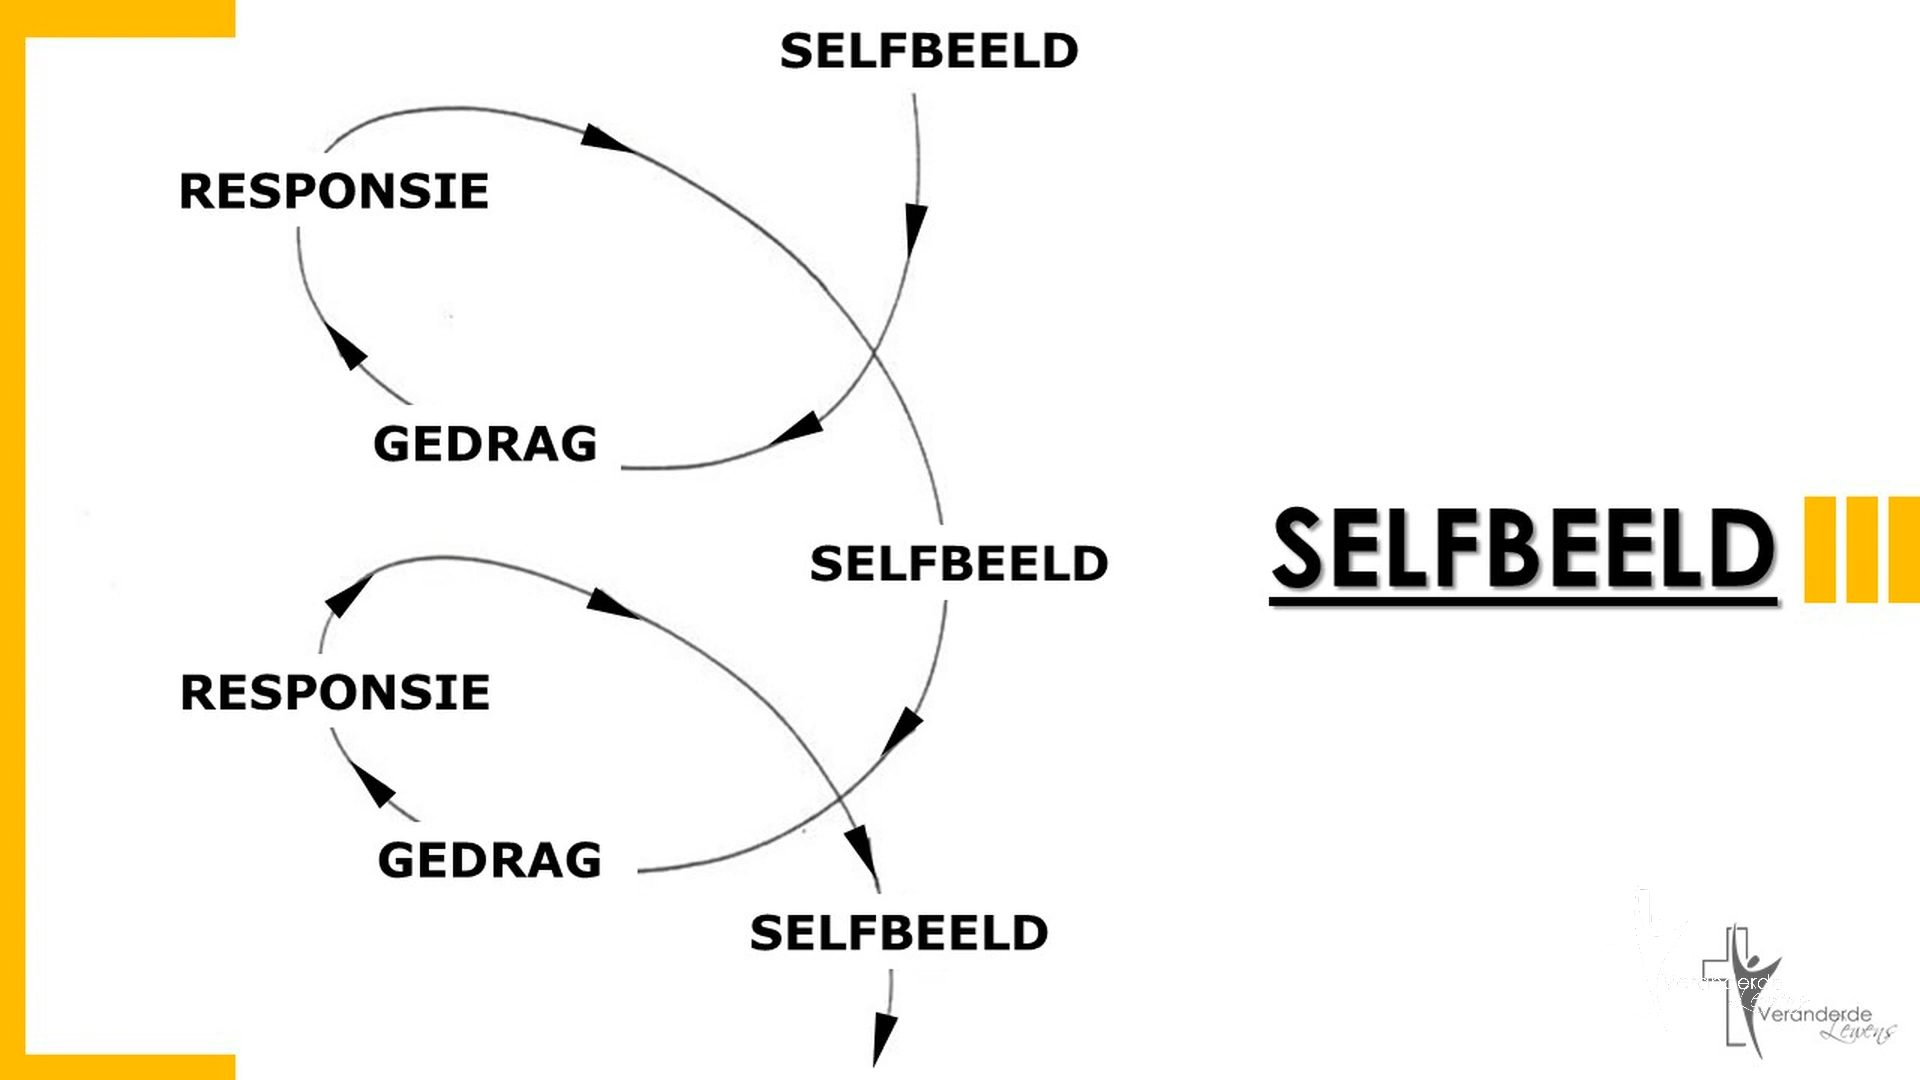 SELFBEELD
RESPONSIE
GEDRAG
SELFBEELD
RESPONSIE
GEDRAG
SELFBEELD
SELFBEELD
Veranderde
Lewens